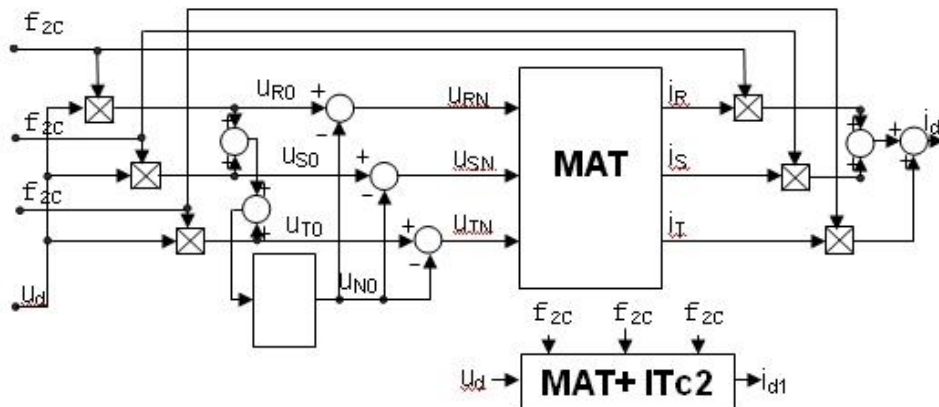 f2C
uR0
+
-
uRN
iR
f2C
uS0
+
-
uSN
MAT
iS
+
+
+
+
id
f2C
+
+
uT0
+
-
uTN
iT
ud
uN0
f2C f2C f2C
ud
MAT+ ITc2
id1